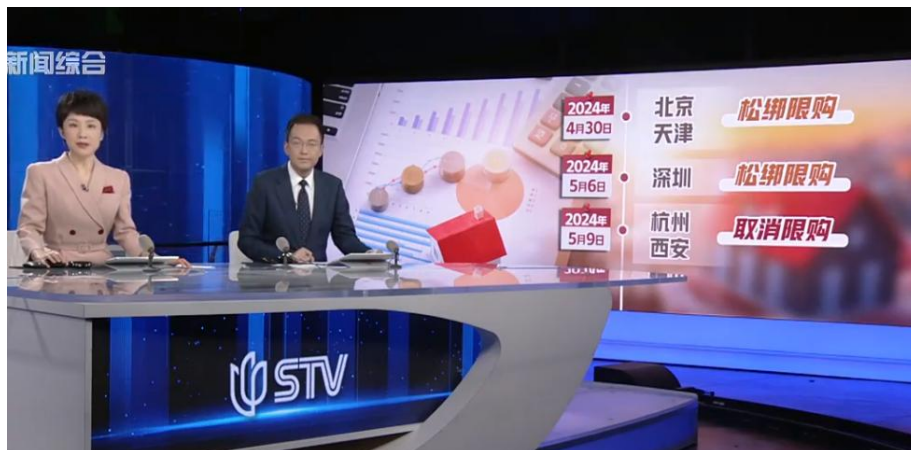 新闻综合
2024年
4月30日
北京
天津
松绑限购
2024年
5月6日
深圳
松绑限购
2024年
5月9日
杭州
西安
取消限购
STV